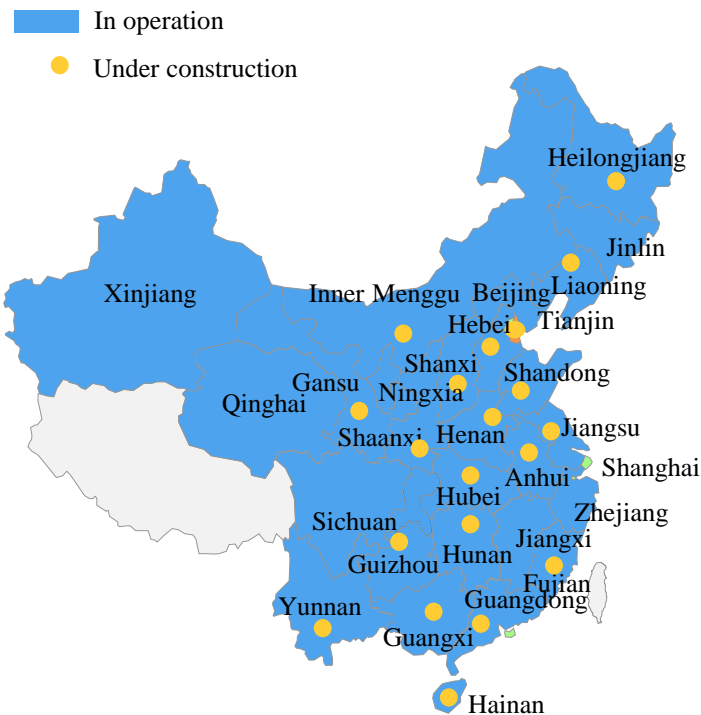 In operation
Under construction
Heilongjiang
Jinlin
Liaoning
Xinjiang
Inner Menggu
Beijing
Hebei
Tianjin
Shanxi
Shandong
Gansu
Ningxia
Qinghai
Shaanxi
Henan
Jiangsu
Anhui
Shanghai
Hubei
Zhejiang
Sichuan
Jiangxi
Hunan
Guizhou
Fujian
Guangdong
Yunnan
Guangxi
Hainan